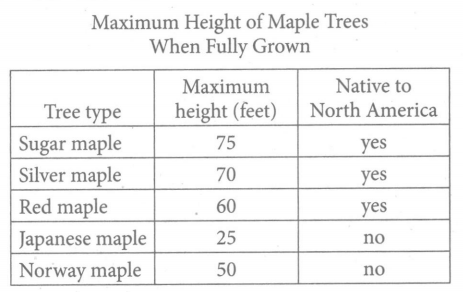 Maximum Height of Maple Trees
When Fully Grown
Tree type Maximum height (feet) Native to North America
Sugar maple 75 yes
Silver maple 70 yes
Red maple 60 yes
Japanese maple 25 no
Norway maple 50 no